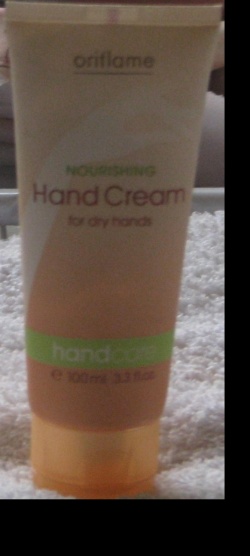 oriflame
NOURISHING
Hand Cream
for dry hands
handcare
℮ 100 ml 3.3 fl.oz.